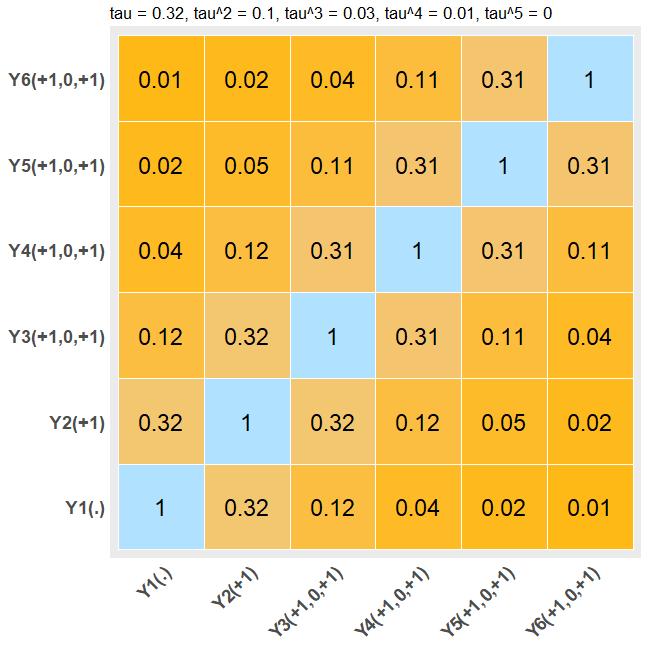 tau = 0.32, tau^2 = 0.1, tau^3 = 0.03, tau^4 = 0.01, tau^5 = 0
Y6(+1,0,+1) 0.01 0.02 0.04 0.11 0.31 1
Y5(+1,0,+1) 0.02 0.05 0.11 0.31 1 0.31
Y4(+1,0,+1) 0.04 0.12 0.31 1 0.31 0.11
Y3(+1,0,+1) 0.12 0.32 1 0.31 0.11 0.04
Y2(+1) 0.32 1 0.32 0.12 0.05 0.02
Y1(.) 1 0.32 0.12 0.04 0.02 0.01
Y1(.) Y2(+1) Y3(+1,0,+1) Y4(+1,0,+1) Y5(+1,0,+1) Y6(+1,0,+1)